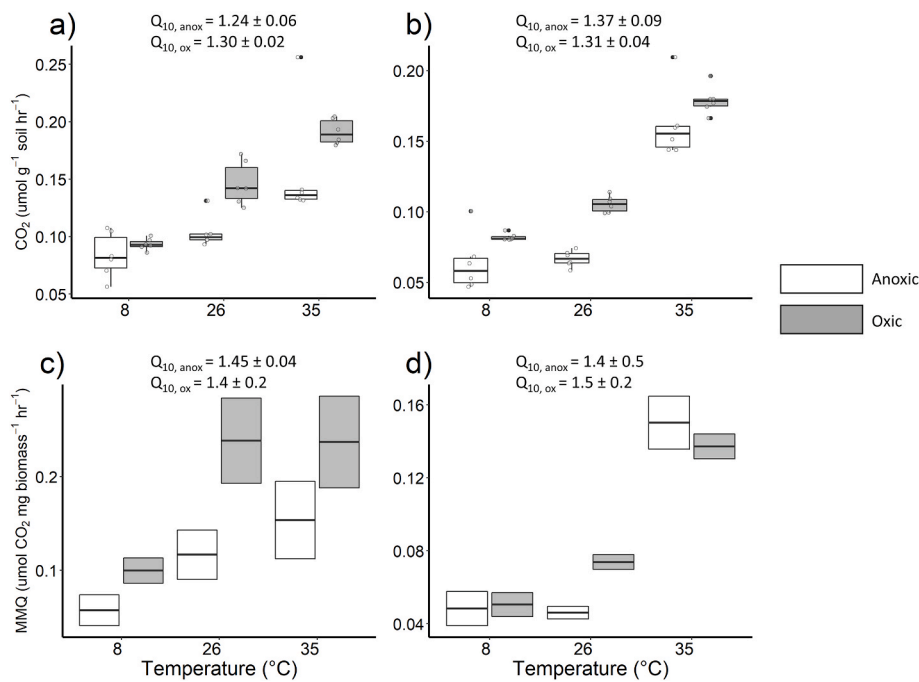 a)
Q10, anox = 1.24 ± 0.06
Q10, ox = 1.30 ± 0.02
b)
Q10, anox = 1.37 ± 0.09
Q10, ox = 1.31 ± 0.04
CO2 (umol g−1 soil hr−1)
0.25
0.20
0.15
0.10
0.05
8
26
35
0.20
0.15
0.10
0.05
8
26
35
Anoxic
Oxic
c)
Q10, anox = 1.45 ± 0.04
Q10, ox = 1.4 ± 0.2
d)
Q10, anox = 1.4 ± 0.5
Q10, ox = 1.5 ± 0.2
MMQ (umol CO2 mg biomass−1 hr−1)
0.2
0.1
8
26
35
Temperature (°C)
0.16
0.12
0.08
0.04
8
26
35
Temperature (°C)